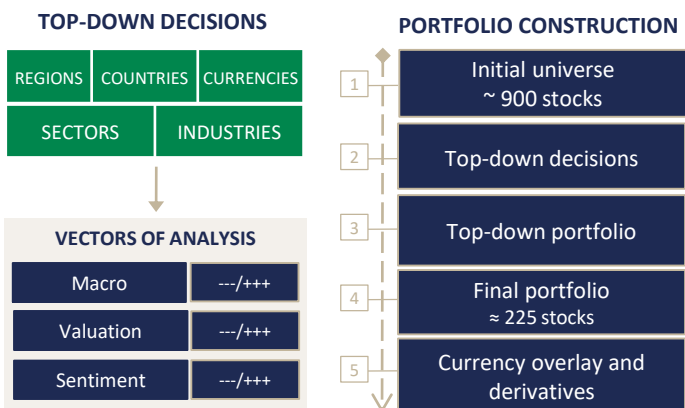 TOP-DOWN DECISIONS
REGIONS
COUNTRIES
CURRENCIES
SECTORS
INDUSTRIES
VECTORS OF ANALYSIS
Macro
---/+++
Valuation
---/+++
Sentiment
---/+++
PORTFOLIO CONSTRUCTION
1
Initial universe
~ 900 stocks
2
Top-down decisions
3
Top-down portfolio
4
Final portfolio
≈ 225 stocks
5
Currency overlay and
derivatives